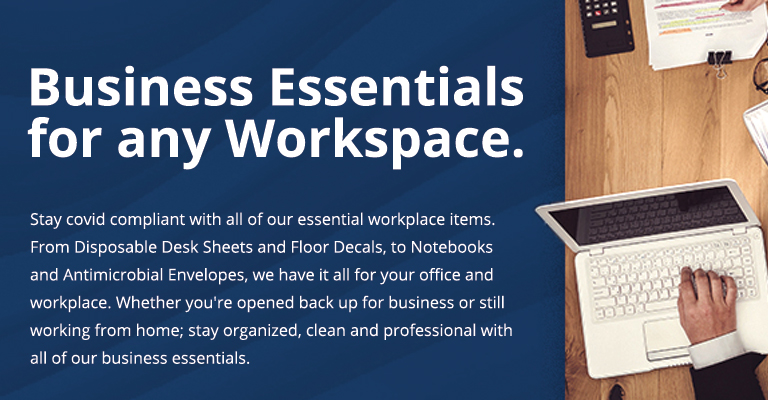 Business Essentials
for any Workspace.
Stay covid compliant with all of our essential workplace items.
From Disposable Desk Sheets and Floor Decals, to Notebooks
and Antimicrobial Envelopes, we have it all for your office and
workplace. Whether you're opened back up for business or still
working from home; stay organized, clean and professional with
all of our business essentials.